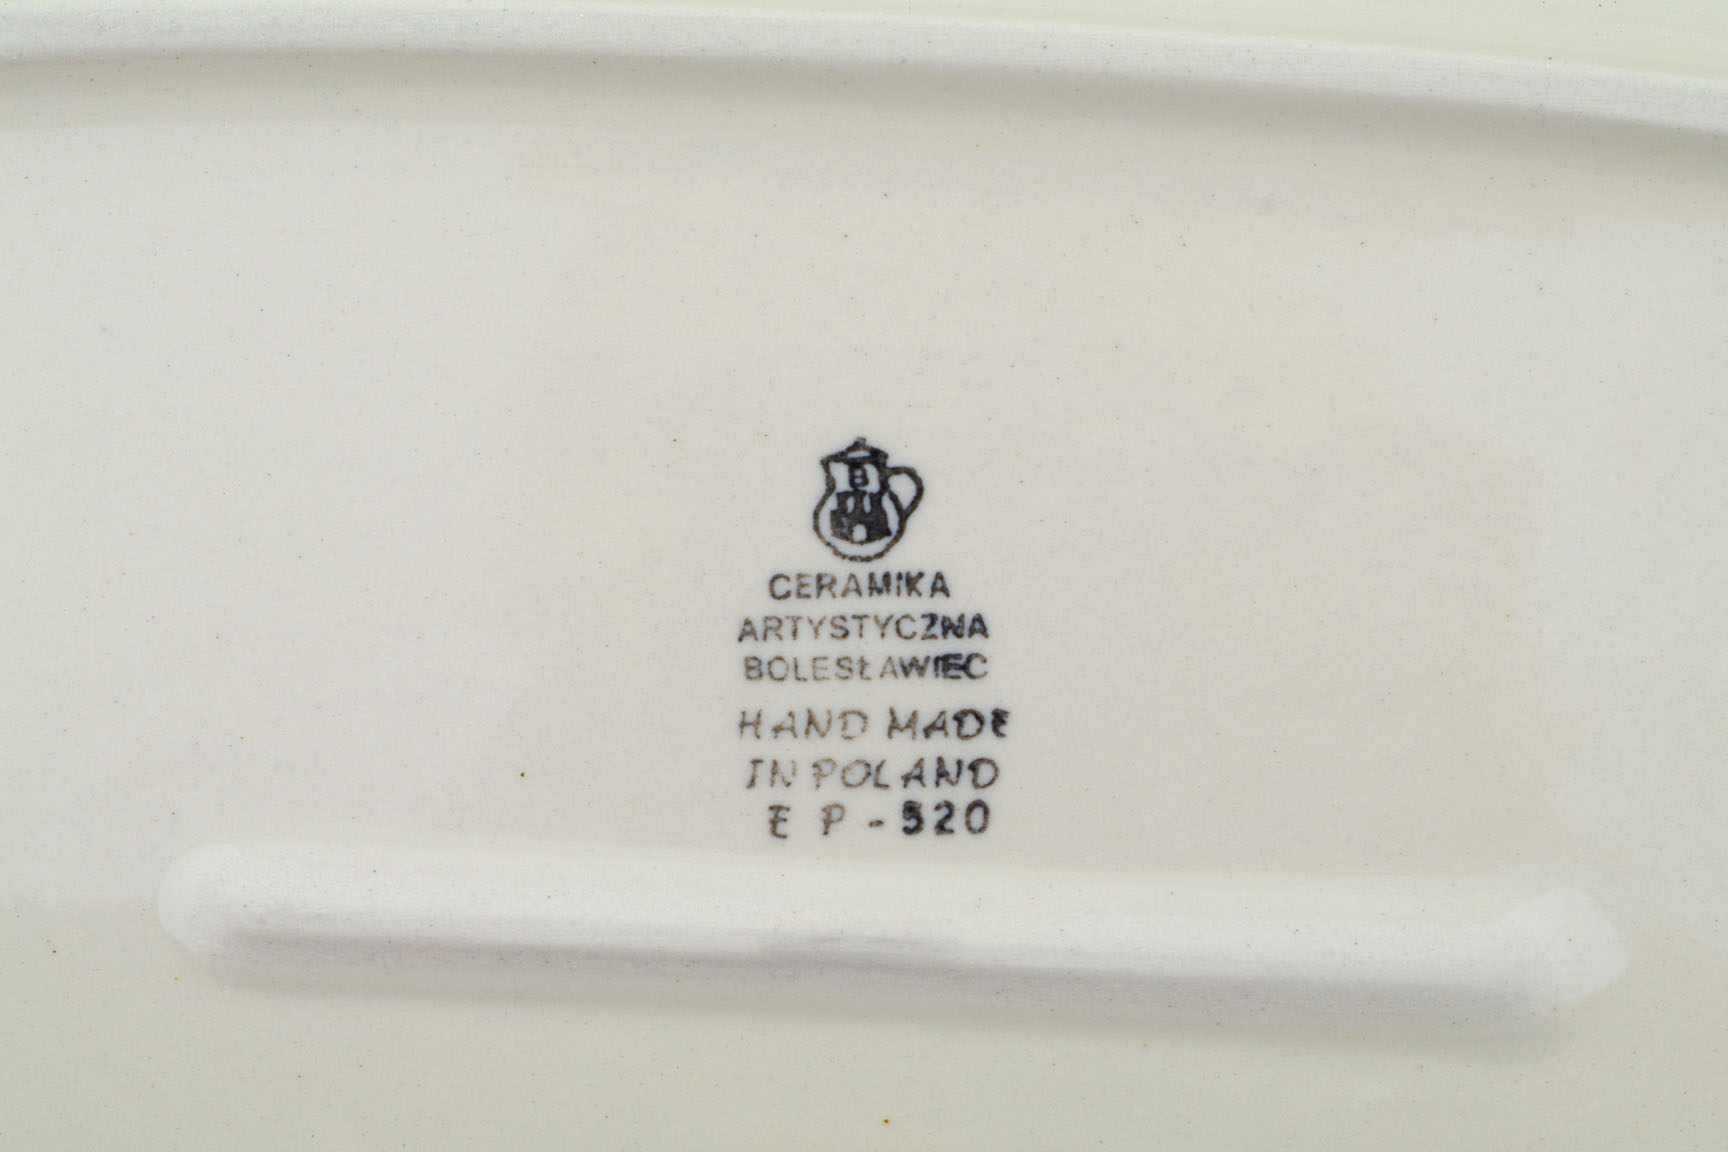 CERAMIKA
ARTYSTYCZNA
BOLESŁAWIEC
HAND MADE
IN POLAND
E P - 520